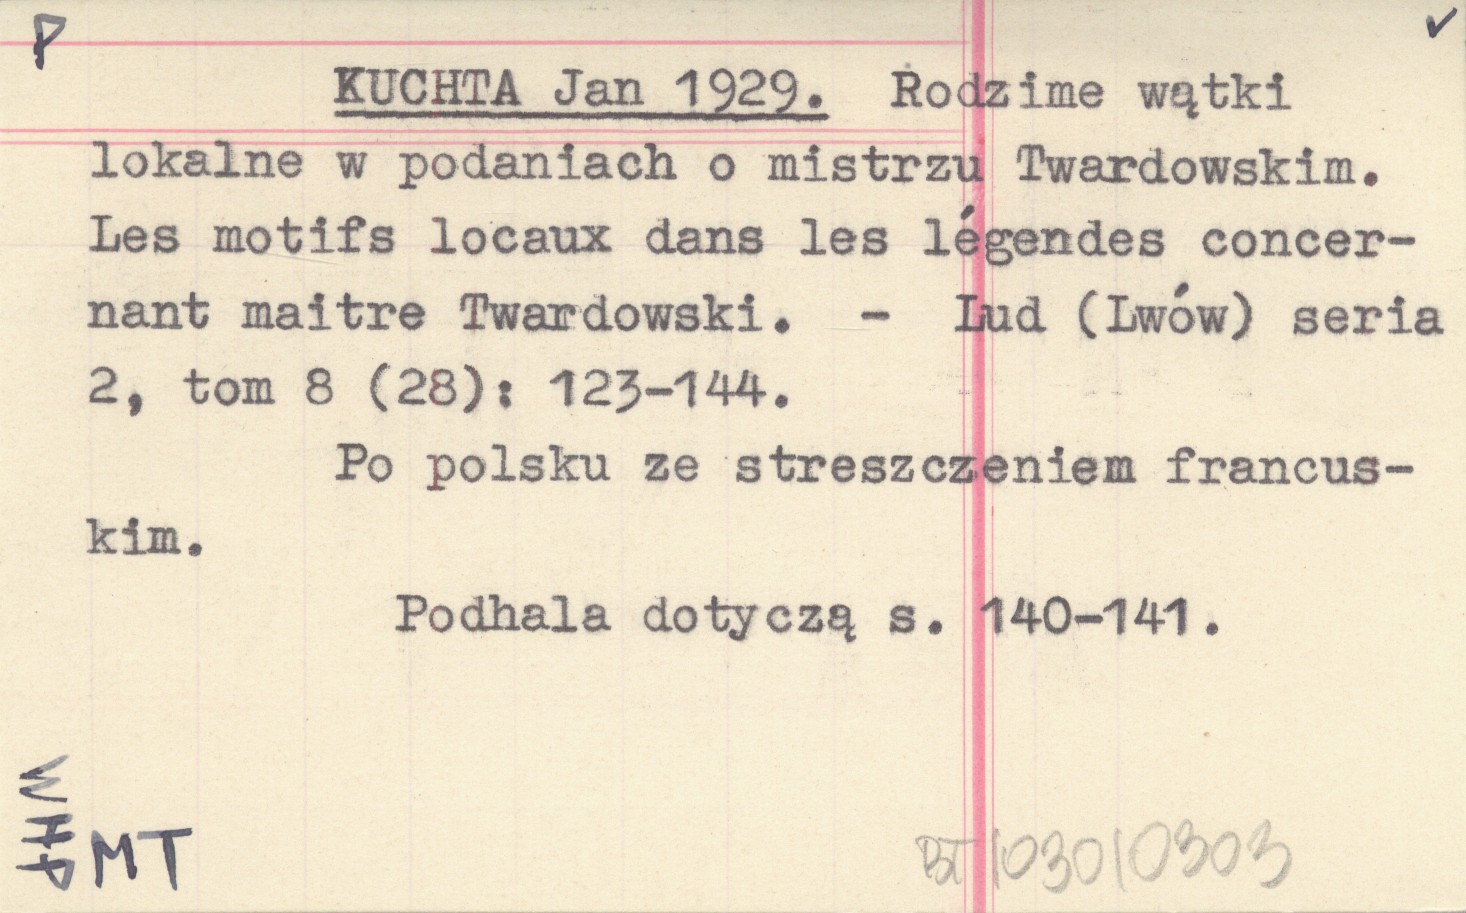 P ✓
KUCHTA Jan 1929. Rodzime wątki
lokalne w podaniach o mistrzu Twardowskim.
Les motifs locaux dans les légendes concer-
nant maitre Twardowski. - Lud (Lwów) seria
2, tom 8 (28): 123-144.
Po polsku ze streszczeniem francus-
kim.
Podhala dotyczą s. 140-141.
MT
BT/030/0303